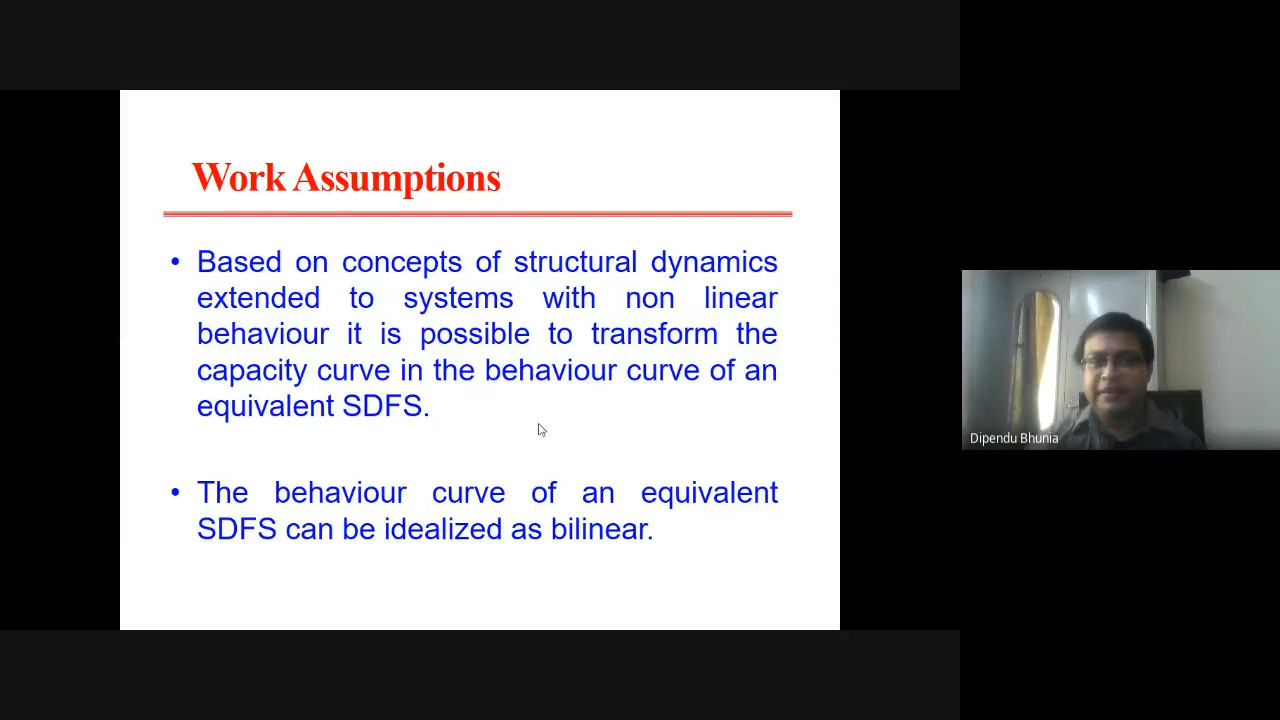 Work Assumptions
• Based on concepts of structural dynamics
extended to systems with non linear
behaviour it is possible to transform the
capacity curve in the behaviour curve of an
equivalent SDFS.
• The behaviour curve of an equivalent
SDFS can be idealized as bilinear.
Dipendu Bhunia